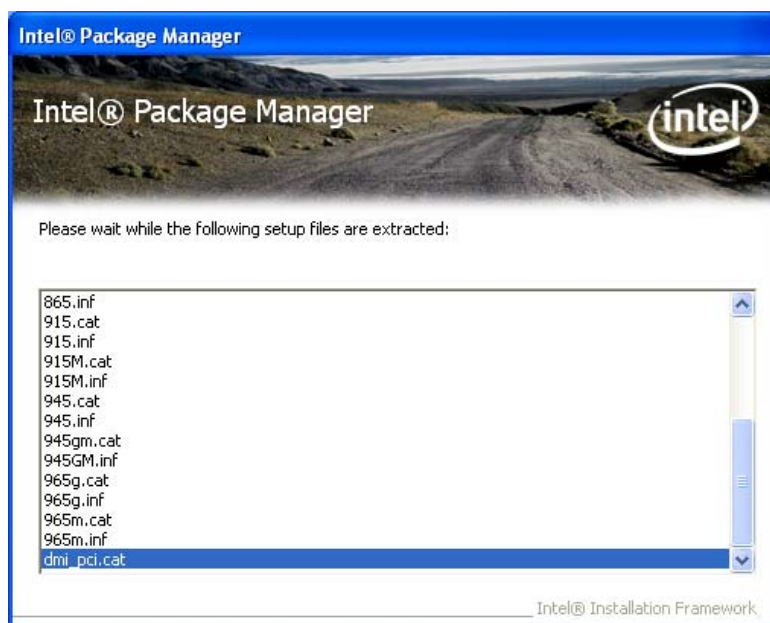 Intel® Package Manager
Intel® Package Manager
intel
Please wait while the following setup files are extracted:
865.inf
915.cat
915.inf
915M.cat
915M.inf
945.cat
945.inf
945gm.cat
945GM.inf
965g.cat
965g.inf
965m.cat
965m.inf
dmi_pci.cat
Intel® Installation Framework